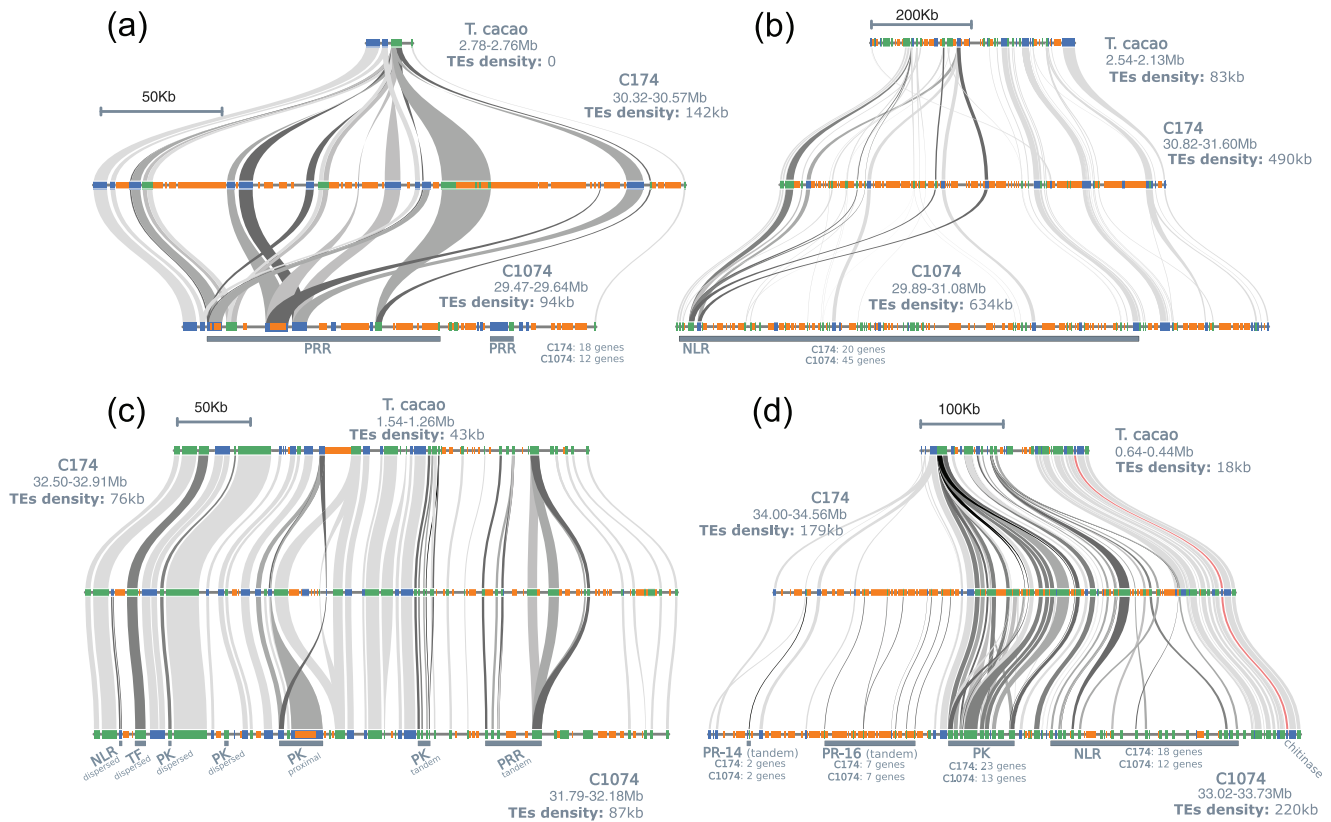 (a)
T. cacao
2.78-2.76Mb
TEs density: 0
50Kb
C174
30.32-30.57Mb
TEs density: 142kb
C1074
29.47-29.64Mb
TEs density: 94kb
PRR
PRR
C174: 18 genes
C1074: 12 genes
(b)
200Kb
T. cacao
2.54-2.13Mb
TEs density: 83kb
C174
30.82-31.60Mb
TEs density: 490kb
C1074
29.89-31.08Mb
TEs density: 634kb
NLR
C174: 20 genes
C1074: 45 genes
(c)
50Kb
T. cacao
1.54-1.26Mb
TEs density: 43kb
C174
32.50-32.91Mb
TEs density: 76kb
NLR
dispersed
TF
dispersed
PK
dispersed
PK
dispersed
PK
proximal
PK
tandem
PRR
tandem
C1074
31.79-32.18Mb
TEs density: 87kb
(d)
100Kb
T. cacao
0.64-0.44Mb
TEs density: 18kb
C174
34.00-34.56Mb
TEs density: 179kb
PR-14 (tandem)
C174: 2 genes
C1074: 2 genes
PR-16 (tandem)
C174: 7 genes
C1074: 7 genes
PK
C174: 23 genes
C1074: 13 genes
NLR
C174: 18 genes
C1074: 12 genes
Chitinase
C1074
33.02-33.73Mb
TEs density: 220kb